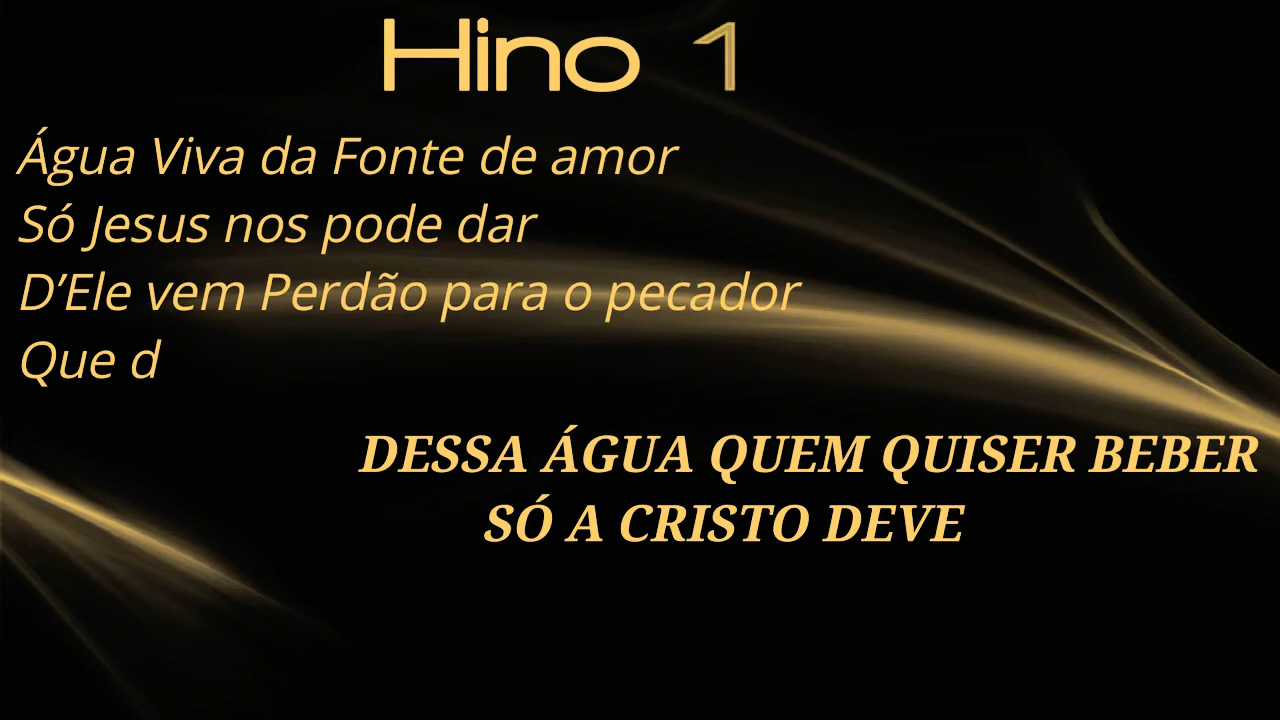 Hino 1
Água Viva da Fonte de amor
Só Jesus nos pode dar
D’Ele vem Perdão para o pecador
Que d
DESSA ÁGUA QUEM QUISER BEBER
SÓ A CRISTO DEVE